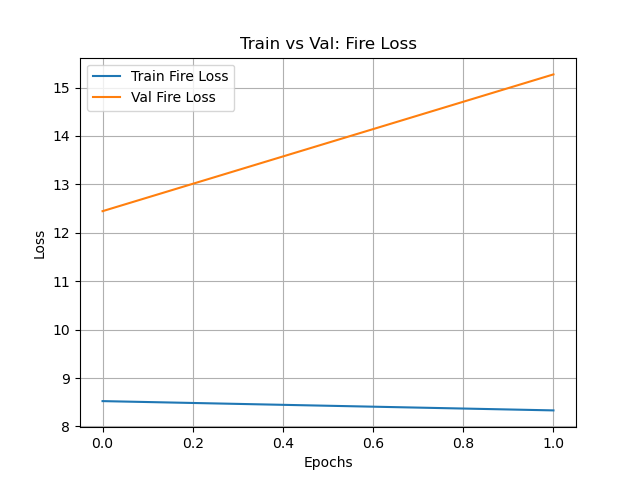 Train vs Val: Fire Loss
Train Fire Loss
Val Fire Loss
15
14
13
12
11
10
9
8
Loss
0.0 0.2 0.4 0.6 0.8 1.0
Epochs